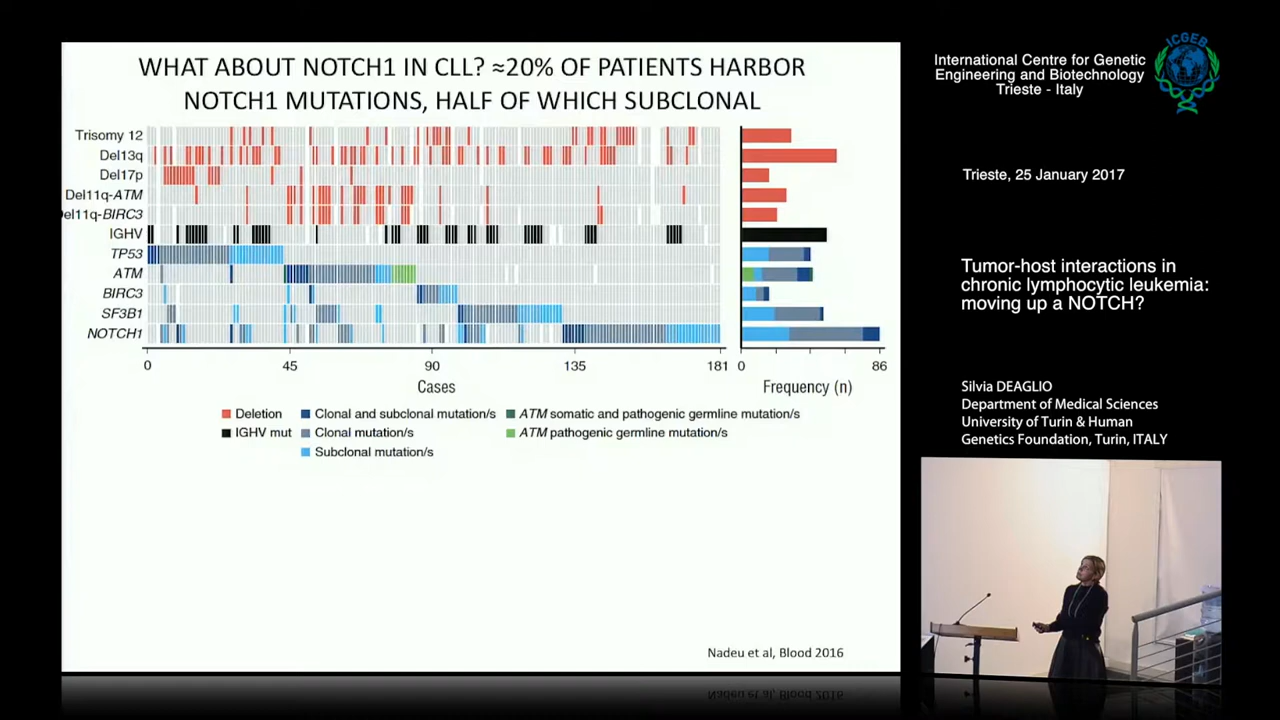 WHAT ABOUT NOTCH1 IN CLL? ≈20% OF PATIENTS HARBOR
NOTCH1 MUTATIONS, HALF OF WHICH SUBCLONAL
Trisomy 12
Del13q
Del17p
Del11q-ATM
el11q-BIRC3
IGHV
TP53
ATM
BIRC3
SF3B1
NOTCH1
0 45 90 135 181
Cases
0 86
Frequency (n)
Deletion
Clonal and subclonal mutation/s
ATM somatic and pathogenic germline mutation/s
IGHV mut
Clonal mutation/s
ATM pathogenic germline mutation/s
Subclonal mutation/s
Nadeu et al, Blood 2016
International Centre for Genetic
Engineering and Biotechnology
Trieste - Italy
ICGEB
Trieste, 25 January 2017
Tumor-host interactions in
chronic lymphocytic leukemia:
moving up a NOTCH?
Silvia DEAGLIO
Department of Medical Sciences
University of Turin & Human
Genetics Foundation, Turin, ITALY